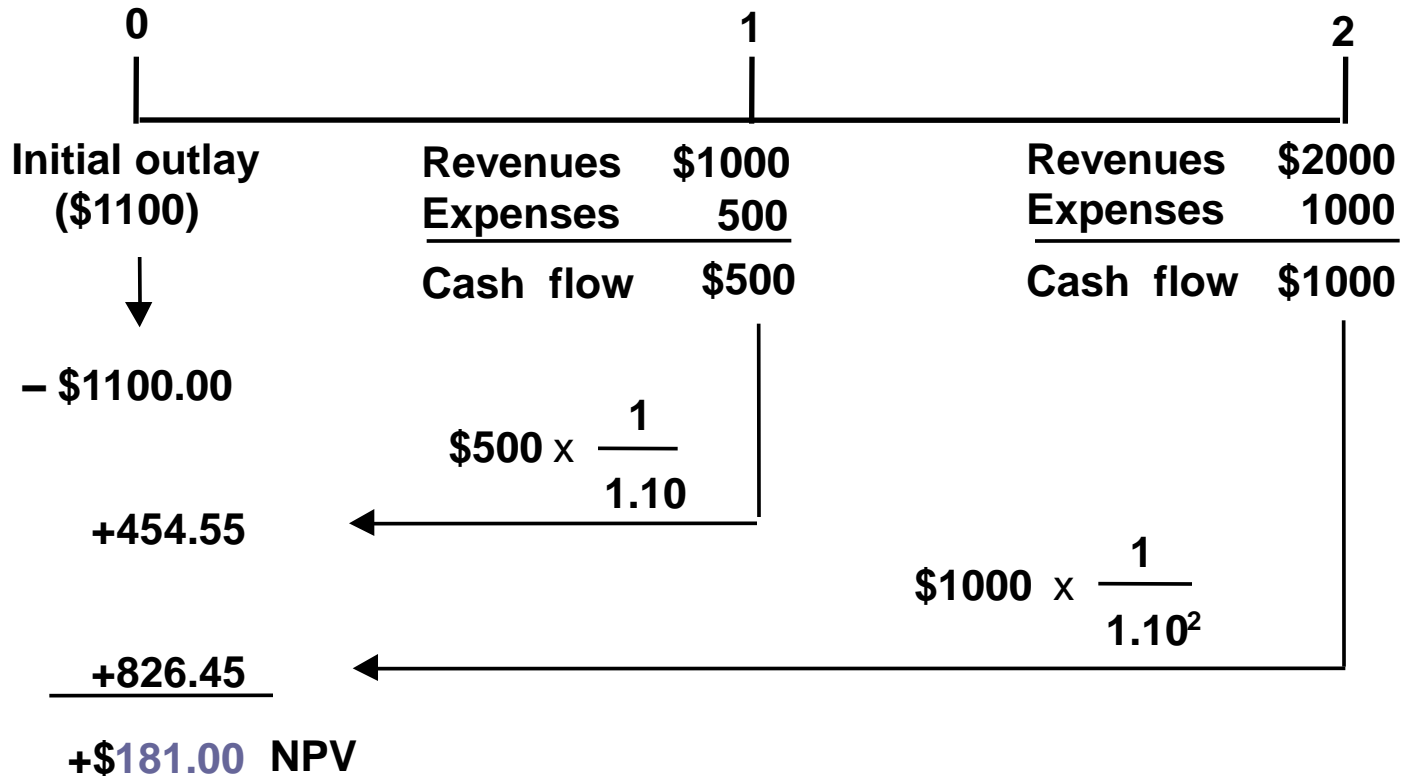 0 1 2
Initial outlay
($1100)
Revenues $1000
Expenses 500
Cash flow $500
Revenues $2000
Expenses 1000
Cash flow $1000
– $1100.00
$500 x 1
1.10
+454.55
$1000 x 1
1.10²
+826.45
+$181.00 NPV